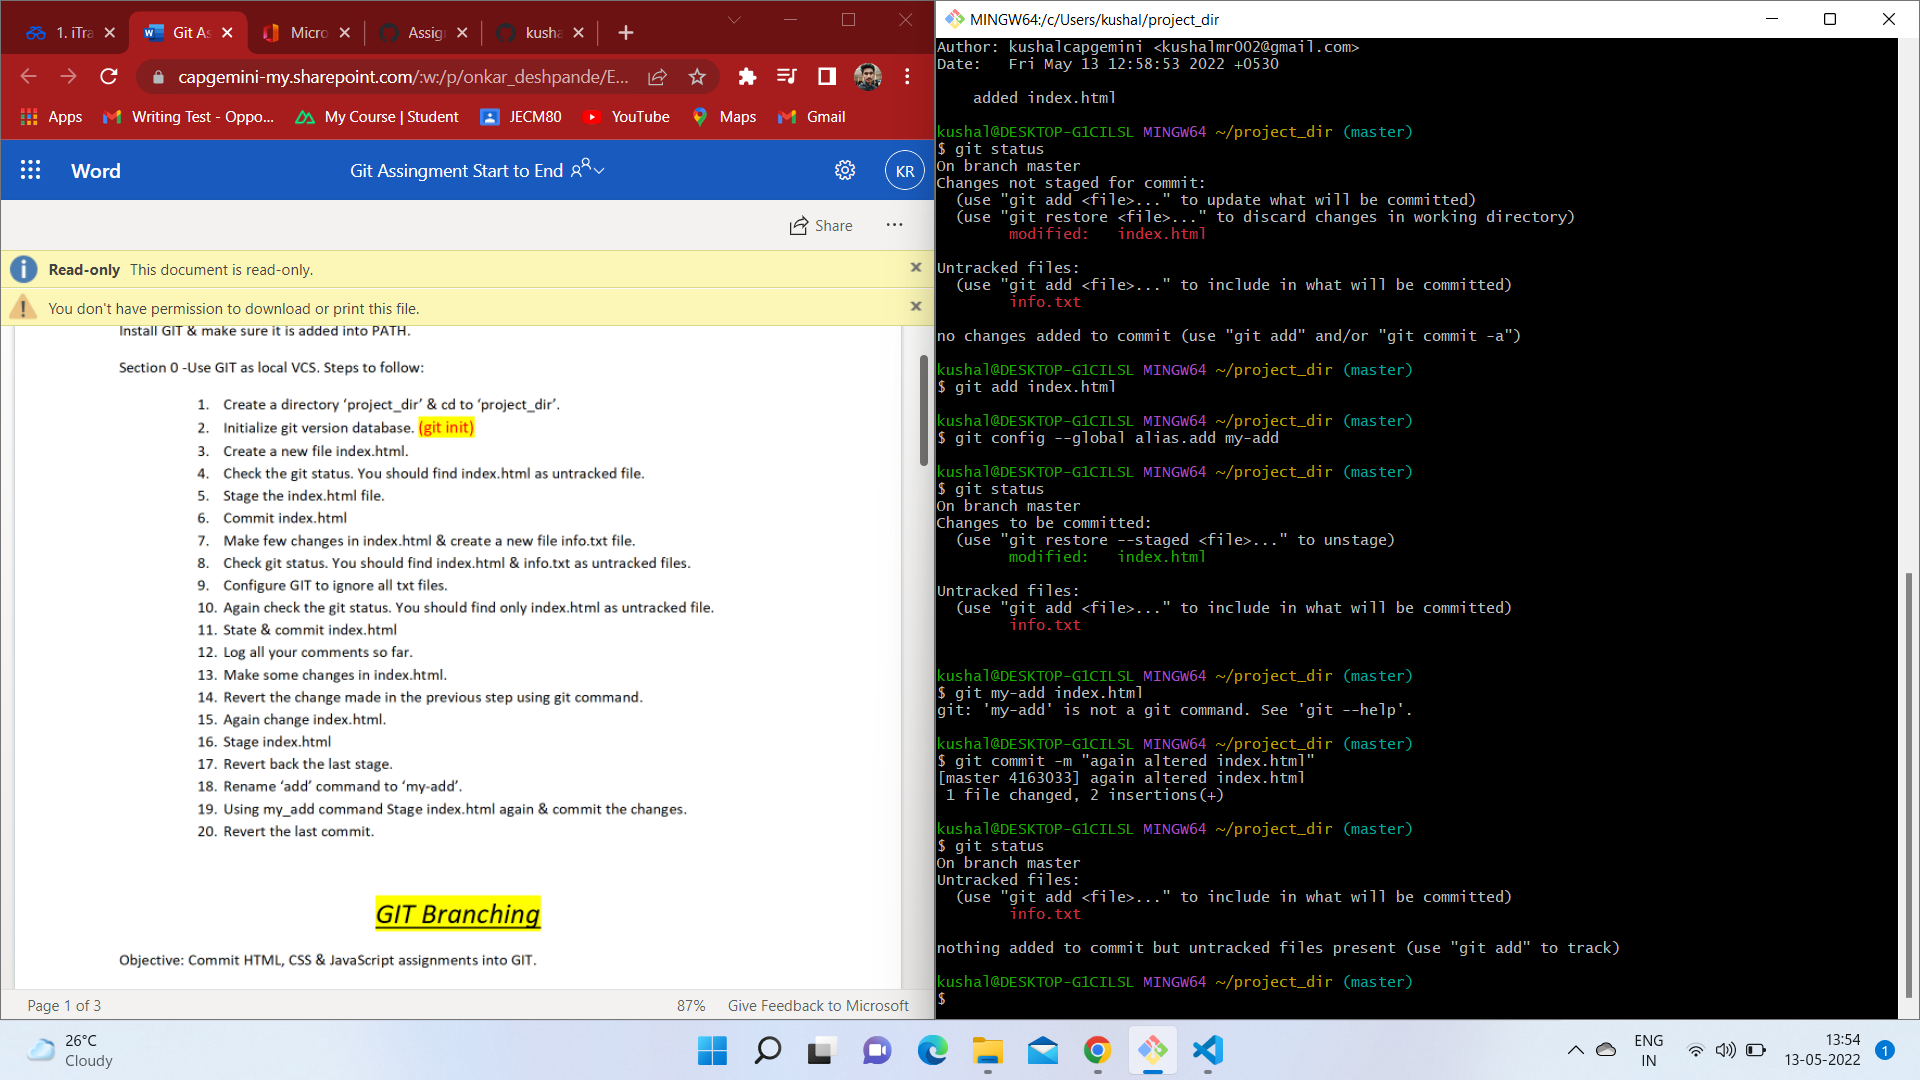 1. iTra
Git As
Micro
Assig
kusha
capgemini-my.sharepoint.com/:w:/p/onkar_deshpande/E...
Apps
Writing Test - Oppo...
My Course | Student
JECM80
YouTube
Maps
Gmail
Word
Git Assingment Start to End
KR
Share
Read-only This document is read-only.
You don't have permission to download or print this file.
Install GIT & make sure it is added into PATH.
Section 0 -Use GIT as local VCS. Steps to follow:
1. Create a directory ‘project_dir’ & cd to ‘project_dir’.
2. Initialize git version database. (git init)
3. Create a new file index.html.
4. Check the git status. You should find index.html as untracked file.
5. Stage the index.html file.
6. Commit index.html
7. Make few changes in index.html & create a new file info.txt file.
8. Check git status. You should find index.html & info.txt as untracked files.
9. Configure GIT to ignore all txt files.
10. Again check the git status. You should find only index.html as untracked file.
11. State & commit index.html
12. Log all your comments so far.
13. Make some changes in index.html.
14. Revert the change made in the previous step using git command.
15. Again change index.html.
16. Stage index.html
17. Revert back the last stage.
18. Rename ‘add’ command to ‘my-add’.
19. Using my_add command Stage index.html again & commit the changes.
20. Revert the last commit.
GIT Branching
Objective: Commit HTML, CSS & JavaScript assignments into GIT.
Page 1 of 3
87%
Give Feedback to Microsoft
MINGW64:/c/Users/kushal/project_dir
Author: kushalcapgemini <kushalmr002@gmail.com>
Date:   Fri May 13 12:58:53 2022 +0530
    added index.html
kushal@DESKTOP-G1CILSL MINGW64 ~/project_dir (master)
$ git status
On branch master
Changes not staged for commit:
  (use "git add <file>..." to update what will be committed)
  (use "git restore <file>..." to discard changes in working directory)
        modified:   index.html
Untracked files:
  (use "git add <file>..." to include in what will be committed)
        info.txt
no changes added to commit (use "git add" and/or "git commit -a")
kushal@DESKTOP-G1CILSL MINGW64 ~/project_dir (master)
$ git add index.html
kushal@DESKTOP-G1CILSL MINGW64 ~/project_dir (master)
$ git config --global alias.add my-add
kushal@DESKTOP-G1CILSL MINGW64 ~/project_dir (master)
$ git status
On branch master
Changes to be committed:
  (use "git restore --staged <file>..." to unstage)
        modified:   index.html
Untracked files:
  (use "git add <file>..." to include in what will be committed)
        info.txt
kushal@DESKTOP-G1CILSL MINGW64 ~/project_dir (master)
$ git my-add index.html
git: 'my-add' is not a git command. See 'git --help'.
kushal@DESKTOP-G1CILSL MINGW64 ~/project_dir (master)
$ git commit -m "again altered index.html"
[master 4163033] again altered index.html
 1 file changed, 2 insertions(+)
kushal@DESKTOP-G1CILSL MINGW64 ~/project_dir (master)
$ git status
On branch master
Untracked files:
  (use "git add <file>..." to include in what will be committed)
        info.txt
nothing added to commit but untracked files present (use "git add" to track)
kushal@DESKTOP-G1CILSL MINGW64 ~/project_dir (master)
$
26°C
Cloudy
ENG
IN
13:54
13-05-2022
1